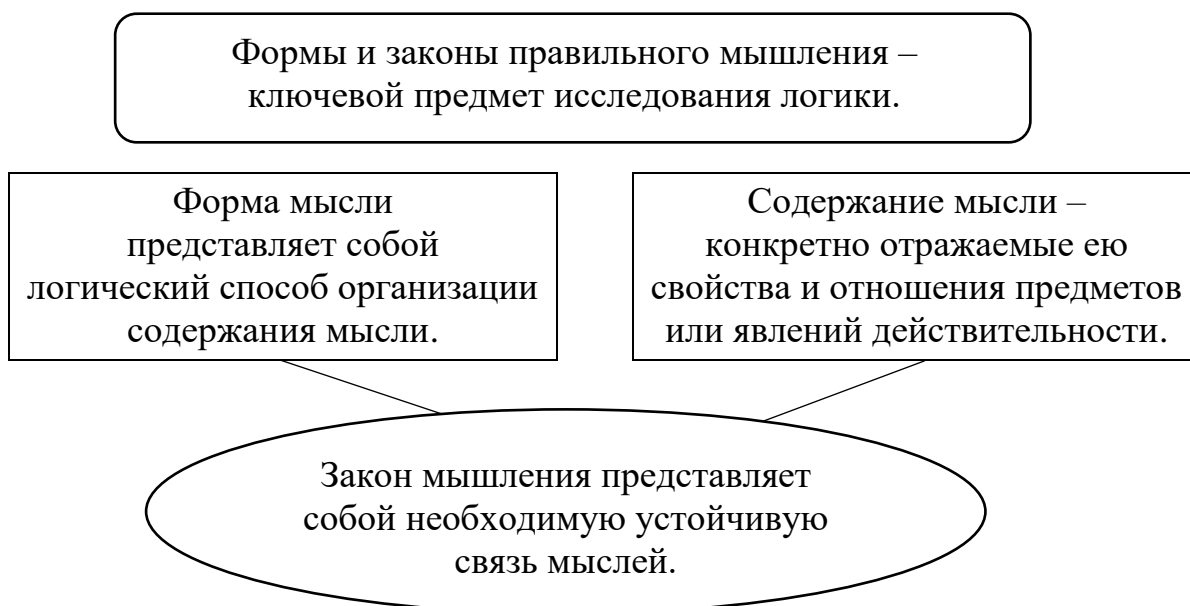 Формы и законы правильного мышления –
ключевой предмет исследования логики.
Форма мысли
представляет собой
логический способ организации
содержания мысли.
Содержание мысли –
конкретно отражаемые ею
свойства и отношения предметов
или явлений действительности.
Закон мышления представляет
собой необходимую устойчивую
связь мыслей.